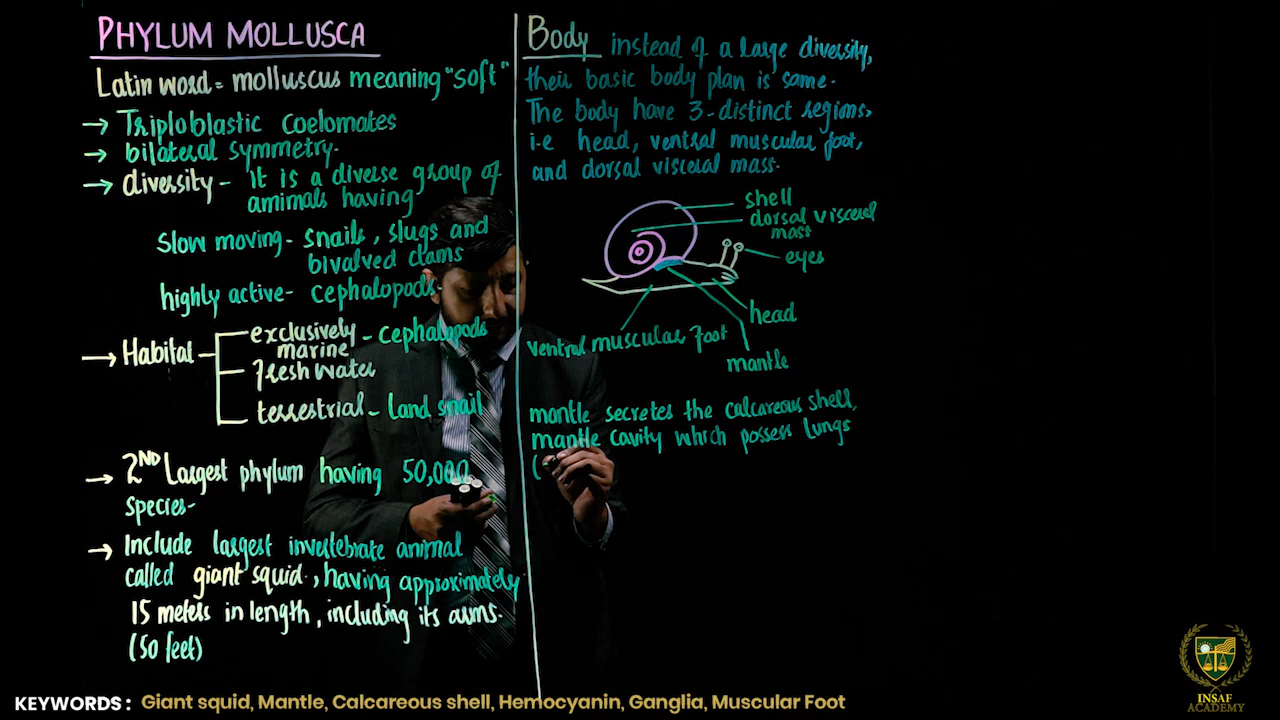 PHYLUM MOLLUSCA
Latin word = molluscus meaning "soft"
→ Triploblastic coelomates
→ bilateral symmetry.
→ diversity - It is a diverse group of
animals having
slow moving - snails, slugs and
bivalved clams
highly active - cephalopods
→ Habital
exclusively - cephalopods
marine
fresh water
terrestrial - Land snail
→ 2ND Largest phylum having 50,000
species-
→ Include largest invertebrate animal
called giant squid, having approximately
15 meters in length, including its arms.
(50 feet)
Body instead of a large diversity,
their basic body plan is same.
The body have 3-distinct regions,
i.e head, ventral muscular foot,
and dorsal visceral mass.
shell
dorsal visceral
mass
eyes
head
ventral muscular foot
mantle
mantle secretes the calcareous shell,
mantle cavity which possess lungs
(
KEYWORDS : Giant squid, Mantle, Calcareous shell, Hemocyanin, Ganglia, Muscular Foot
INSAF
ACADEMY